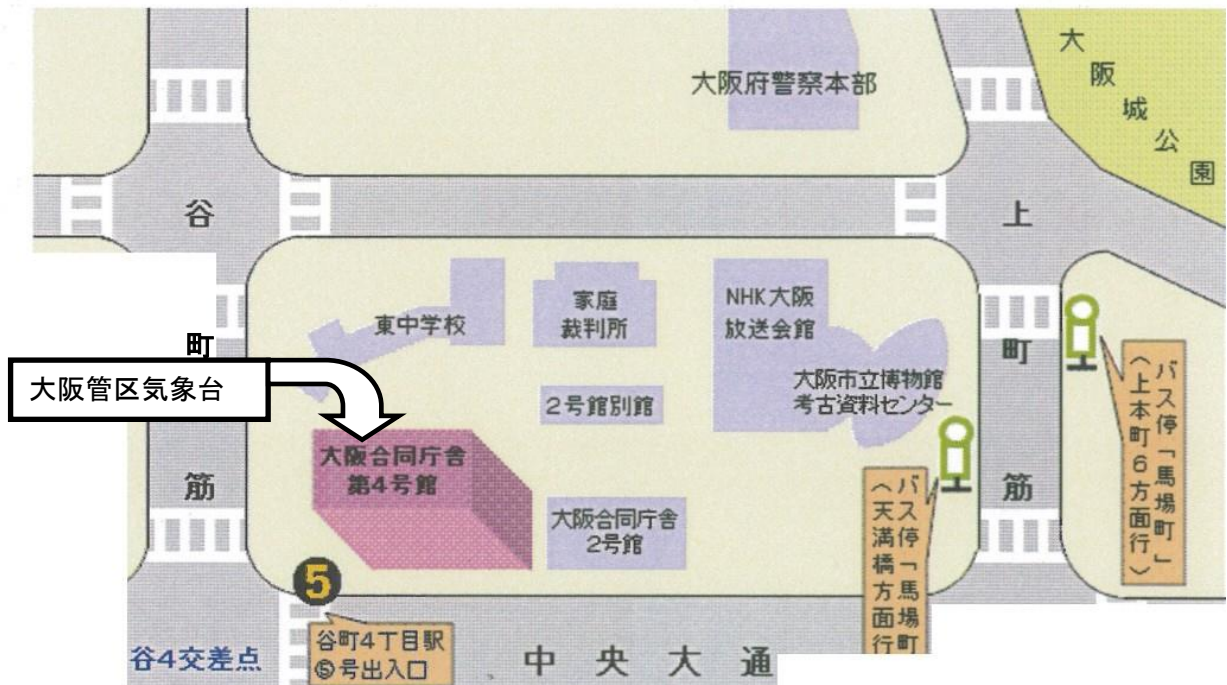 大阪府警察本部
大阪城公園
谷町筋
上町筋
東中学校
家庭
裁判所
NHK大阪
放送会館
大阪市立博物館
考古資料センター
2号館別館
大阪管区気象台
大阪合同庁舎
第4号館
大阪合同庁舎
2号館
バス停「馬場町」
〈上本町6方面行〉
バス停「馬場町
〈天満橋方面行
5
谷町4丁目駅
⑤号出入口
谷4交差点
中央大通